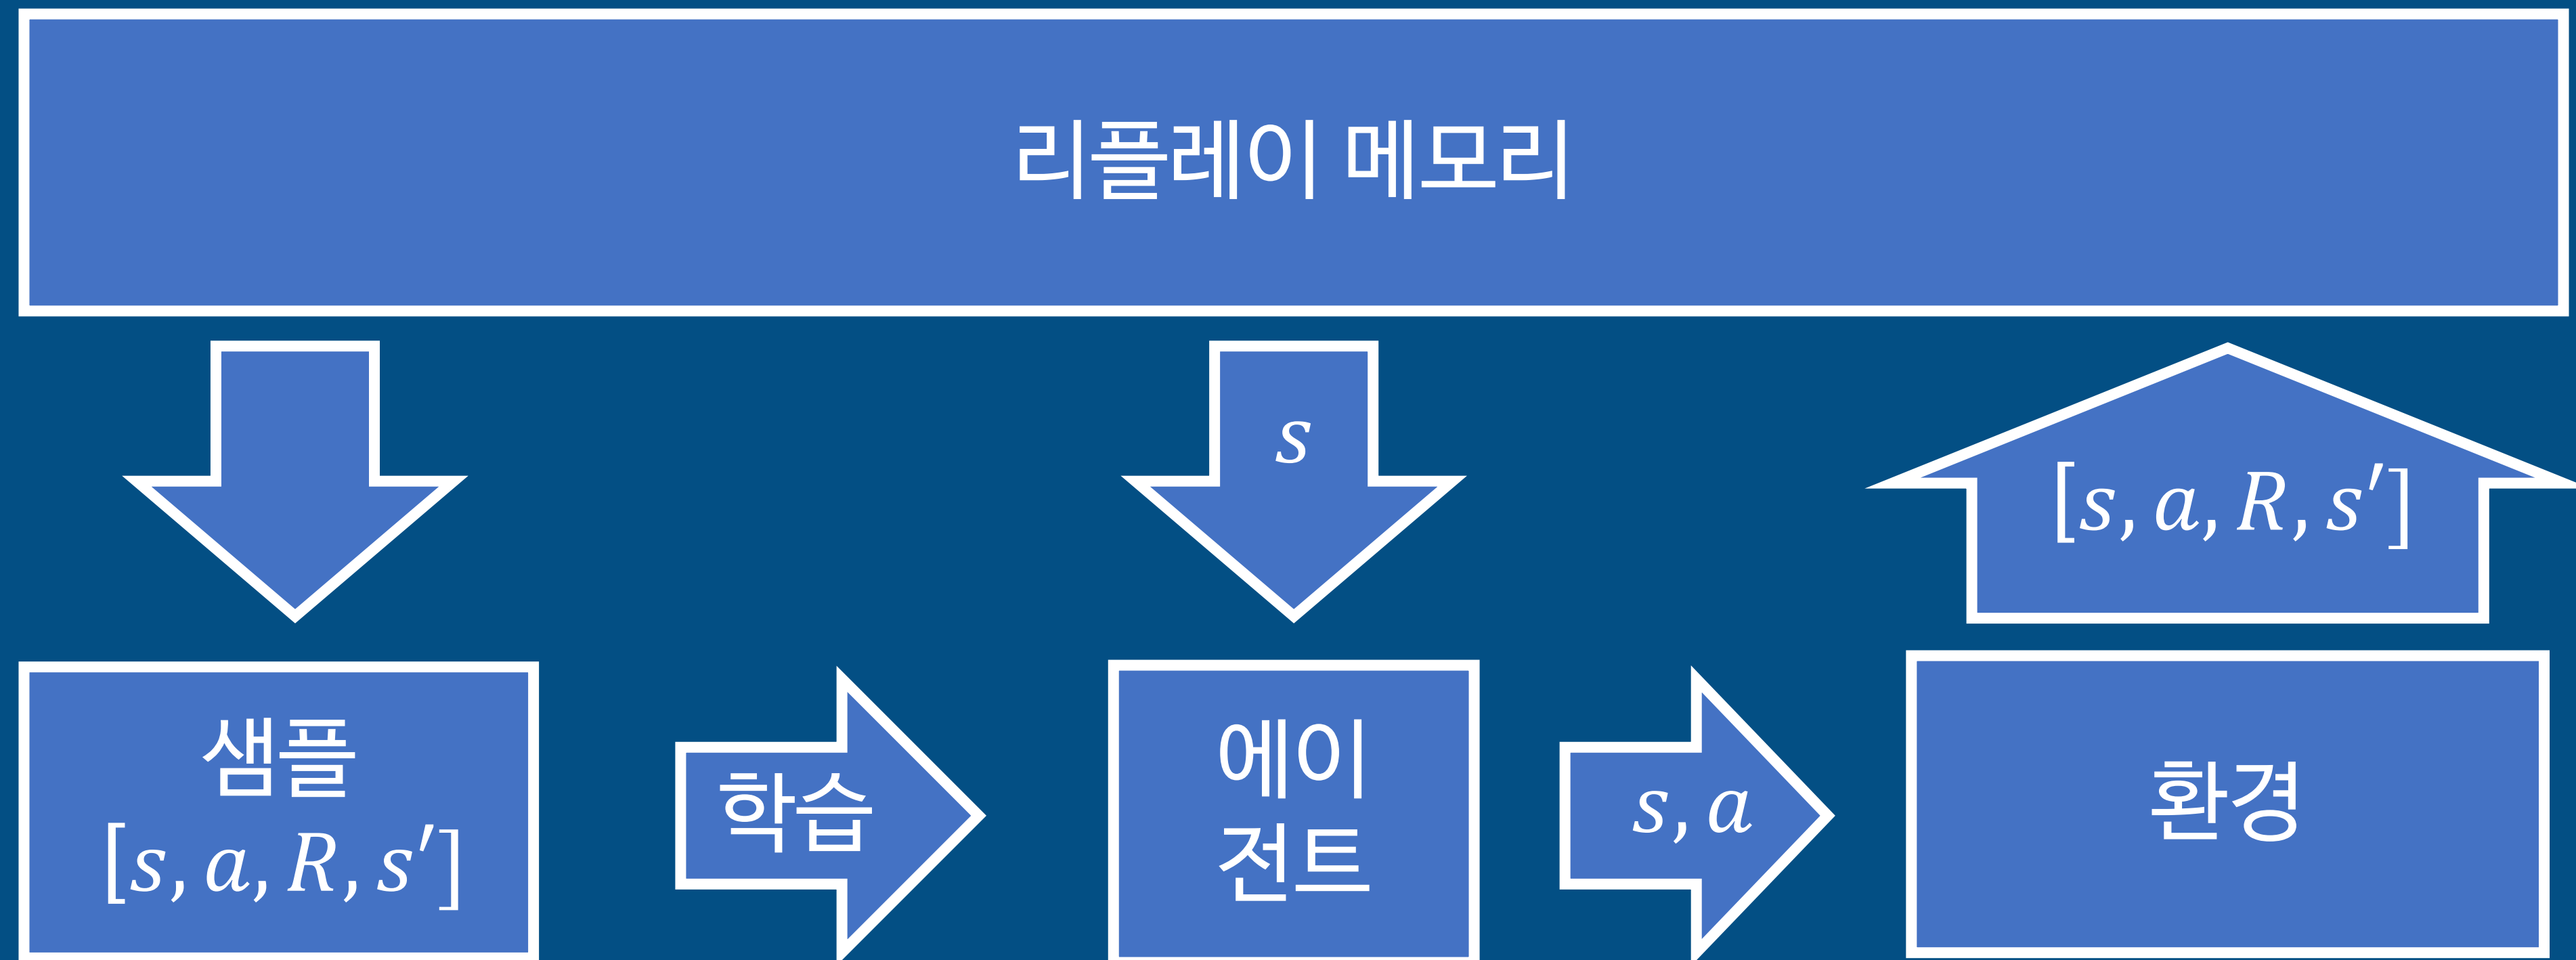 리플레이 메모리
s
[s, a, R, s′]
샘플
[s, a, R, s′]
학습
에이
전트
s, a
환경